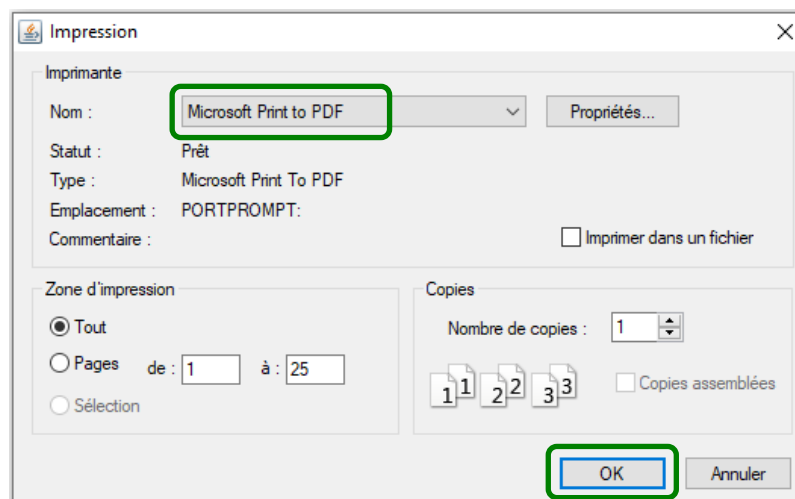 Impression
Imprimante
Nom :
Microsoft Print to PDF
Propriétés...
Statut :
Prêt
Type :
Microsoft Print To PDF
Emplacement :
PORTPROMPT:
Commentaire :
Imprimer dans un fichier
Zone d'impression
Tout
Pages de : 1 à : 25
Sélection
Copies
Nombre de copies : 1
1 1 2 2 3 3
Copies assemblées
OK
Annuler